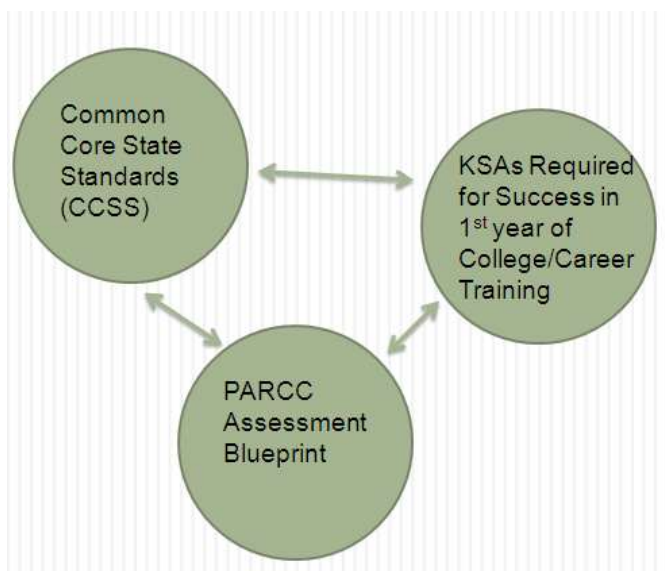 Common
Core State
Standards
(CCSS)
KSAs Required
for Success in
1st year of
College/Career
Training
PARCC
Assessment
Blueprint